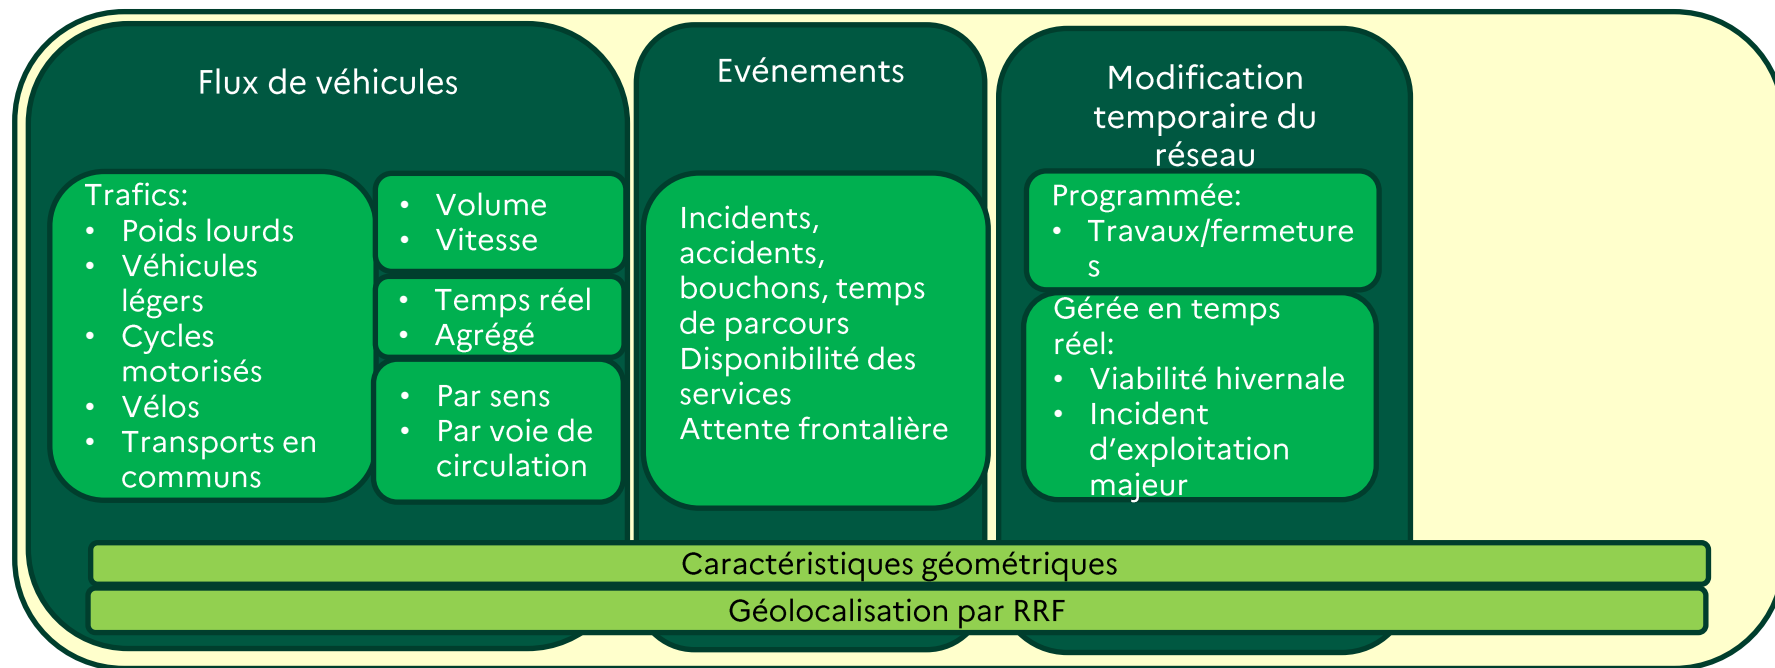 Flux de véhicules
Trafics:
• Poids lourds
• Véhicules
légers
• Cycles
motorisés
• Vélos
• Transports en
communs
• Volume
• Vitesse
• Temps réel
• Agrégé
• Par sens
• Par voie de
circulation
Evénements
Incidents,
accidents,
bouchons, temps
de parcours
Disponibilité des
services
Attente frontalière
Modification
temporaire du
réseau
Programmée:
• Travaux/fermeture
s
Gérée en temps
réel:
• Viabilité hivernale
• Incident
d’exploitation
majeur
Caractéristiques géométriques
Géolocalisation par RRF